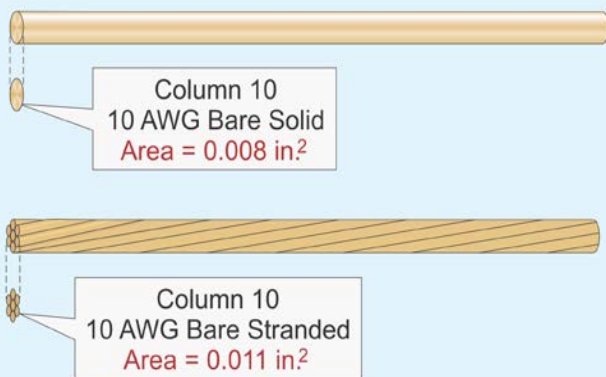 Column 10
10 AWG Bare Solid
Area = 0.008 in.²
Column 10
10 AWG Bare Stranded
Area = 0.011 in.²